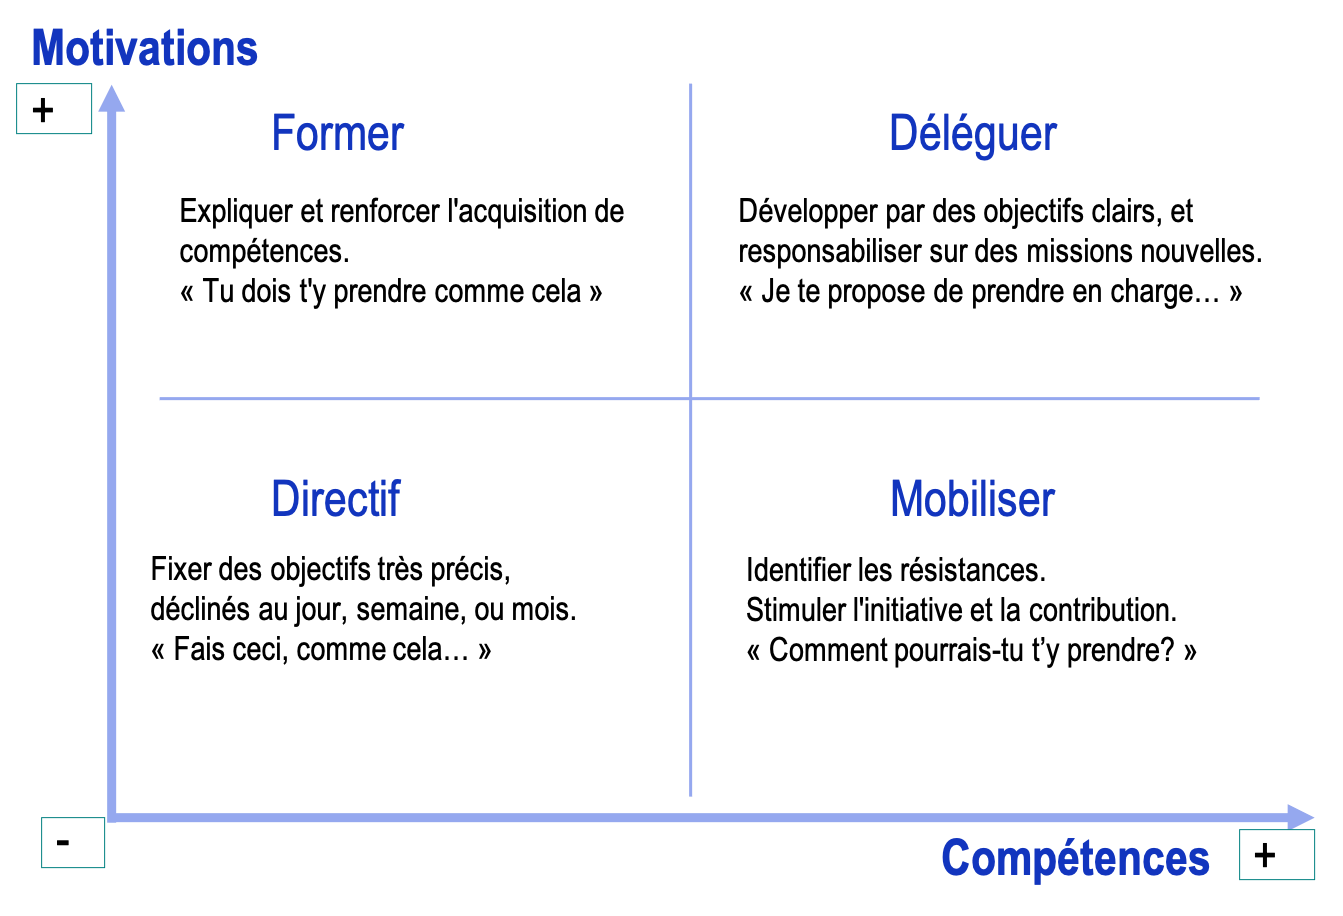 Motivations
+
Former
Expliquer et renforcer l'acquisition de
compétences.
« Tu dois t'y prendre comme cela »
Déléguer
Développer par des objectifs clairs, et
responsabiliser sur des missions nouvelles.
« Je te propose de prendre en charge… »
Directif
Fixer des objectifs très précis,
déclinés au jour, semaine, ou mois.
« Fais ceci, comme cela… »
Mobiliser
Identifier les résistances.
Stimuler l'initiative et la contribution.
« Comment pourrais-tu t’y prendre? »
-
Compétences
+